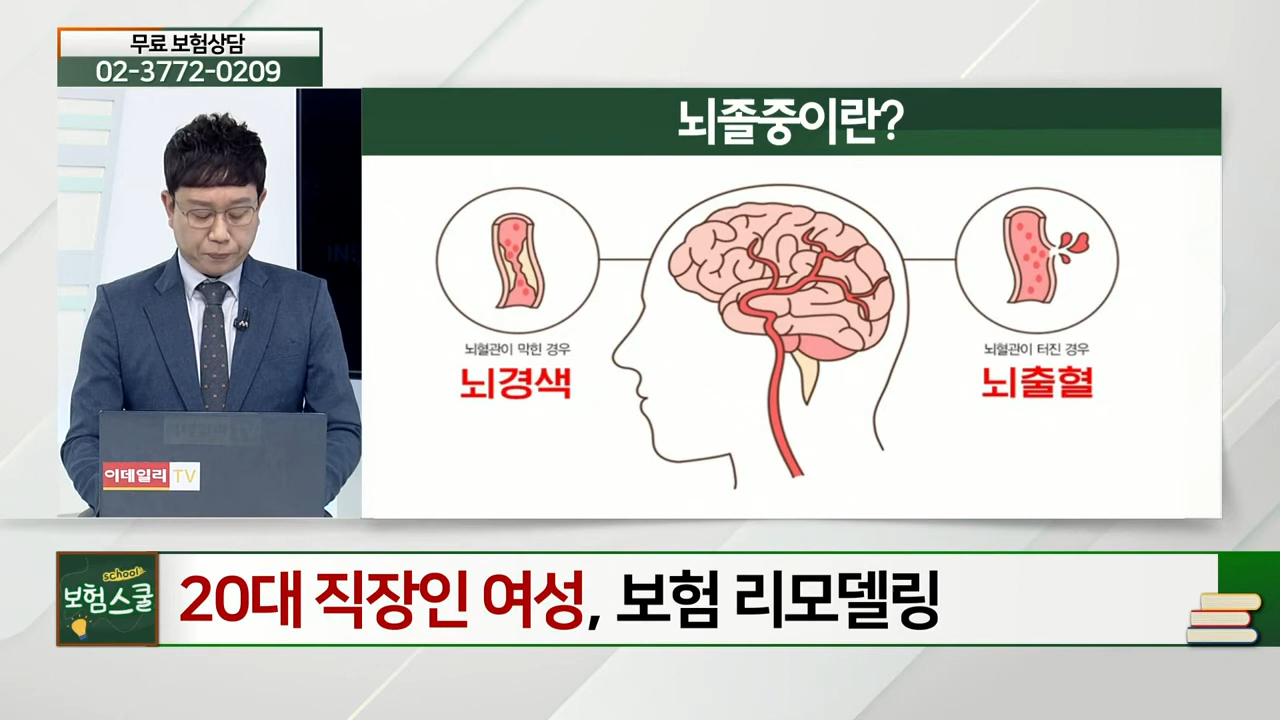 무료 보험상담
02-3772-0209
뇌졸중이란?
뇌혈관이 막힌 경우
뇌경색
뇌혈관이 터진 경우
뇌출혈
이데일리 TV
school
보험스쿨
20대 직장인 여성, 보험 리모델링